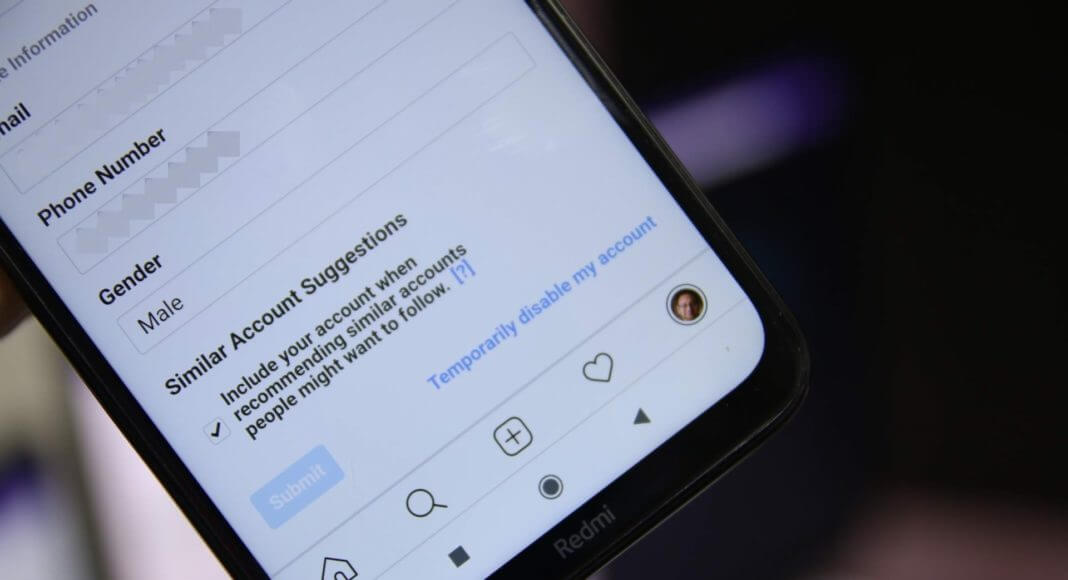 e Information
nail
Phone Number
Gender
Male
Similar Account Suggestions
Include your account when
recommending similar accounts
people might want to follow. [?]
Temporarily disable my account
Submit
Redmi